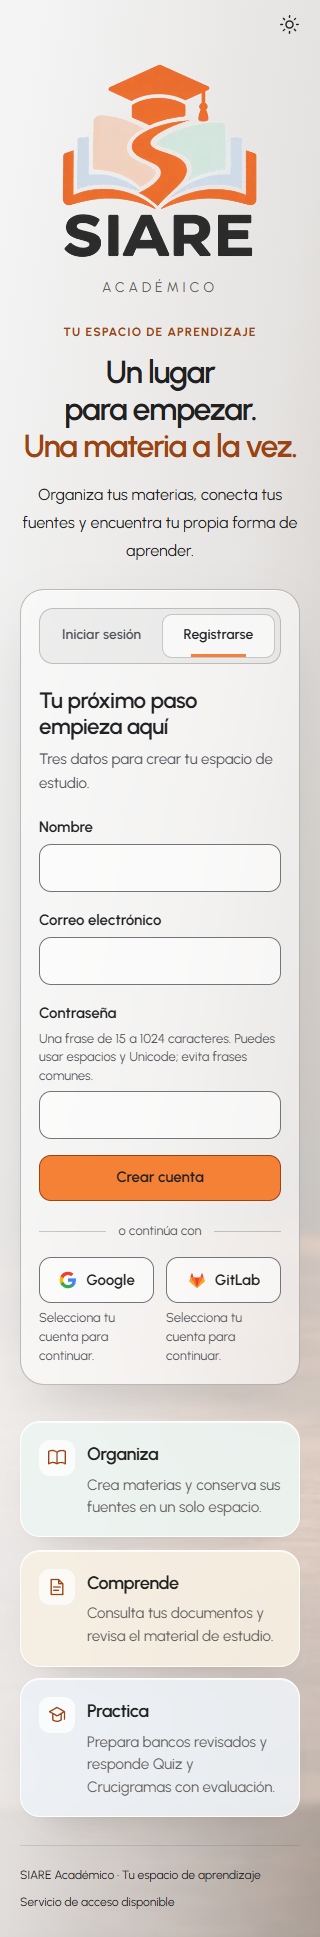 SIARE
ACADÉMICO
TU ESPACIO DE APRENDIZAJE
Un lugar
para empezar.
Una materia a la vez.
Organiza tus materias, conecta tus
fuentes y encuentra tu propia forma de
aprender.
Iniciar sesión
Registrarse
Tu próximo paso
empieza aquí
Tres datos para crear tu espacio de
estudio.
Nombre
Correo electrónico
Contraseña
Una frase de 15 a 1024 caracteres. Puedes
usar espacios y Unicode; evita frases
comunes.
Crear cuenta
o continúa con
Google
GitLab
Selecciona tu
cuenta para
continuar.
Selecciona tu
cuenta para
continuar.
Organiza
Crea materias y conserva sus
fuentes en un solo espacio.
Comprende
Consulta tus documentos y
revisa el material de estudio.
Practica
Prepara bancos revisados y
responde Quiz y
Crucigramas con evaluación.
SIARE Académico · Tu espacio de aprendizaje
Servicio de acceso disponible